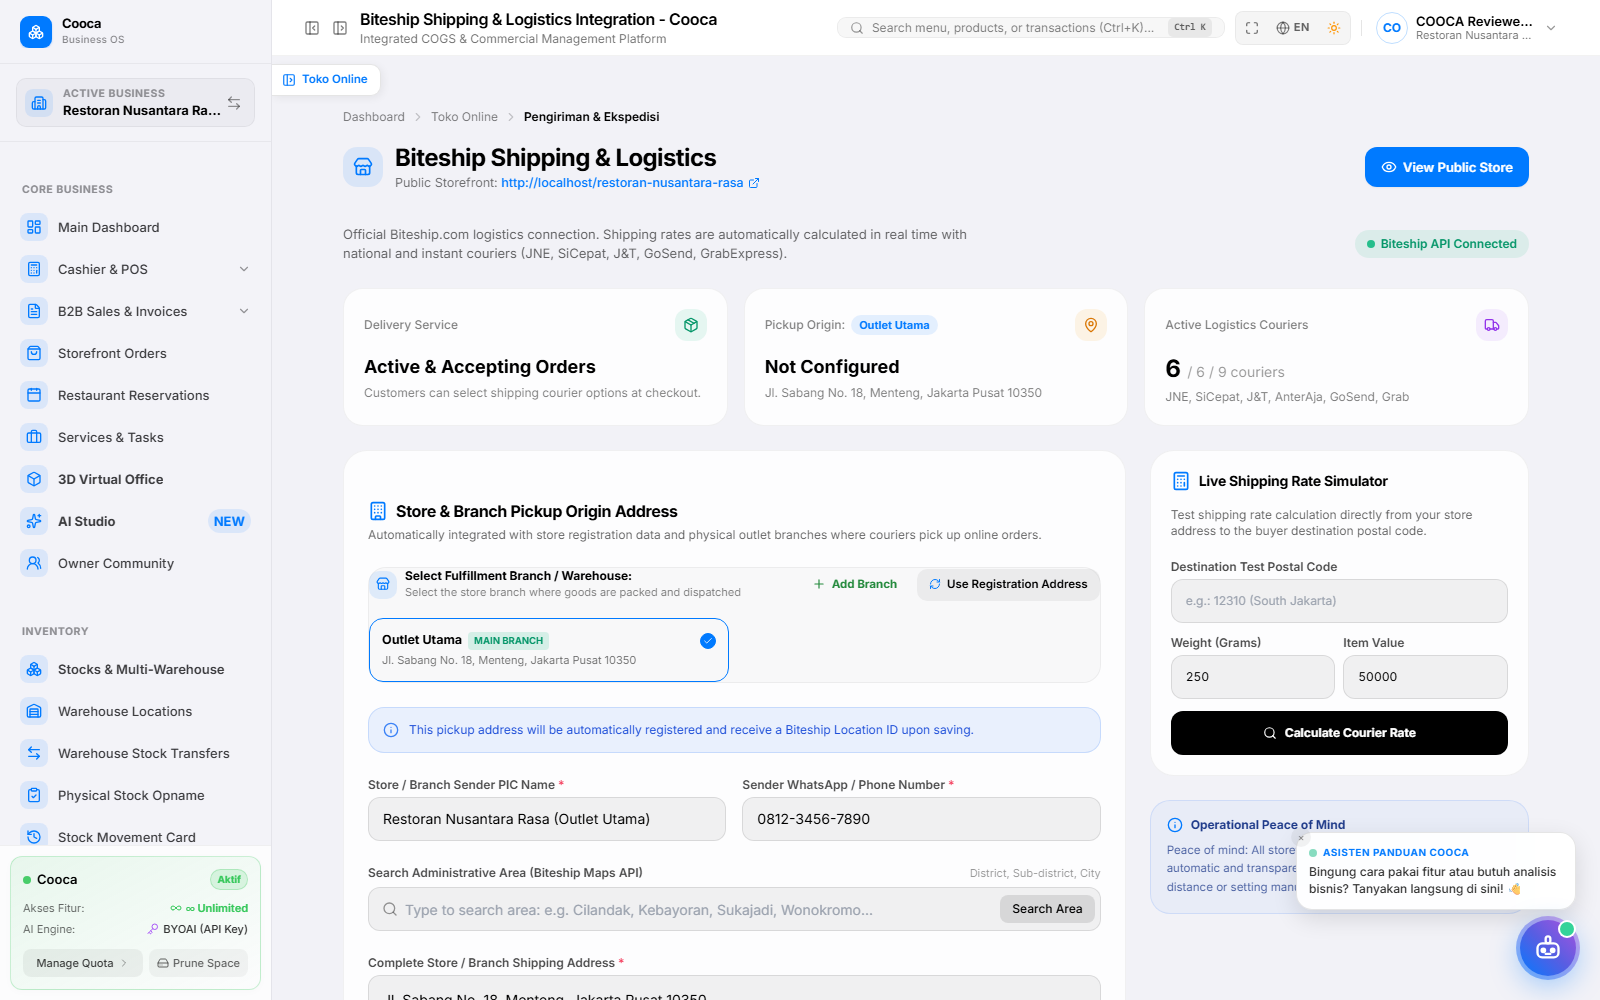 Cooca
Business OS
ACTIVE BUSINESS
Restoran Nusantara Ra...
CORE BUSINESS
Main Dashboard
Cashier & POS
B2B Sales & Invoices
Storefront Orders
Restaurant Reservations
Services & Tasks
3D Virtual Office
AI Studio NEW
Owner Community
INVENTORY
Stocks & Multi-Warehouse
Warehouse Locations
Warehouse Stock Transfers
Physical Stock Opname
Stock Movement Card
Cooca Aktif
Akses Fitur: ∞ Unlimited
AI Engine: BYOAI (API Key)
Manage Quota
Prune Space
Biteship Shipping & Logistics Integration - Cooca
Integrated COGS & Commercial Management Platform
Search menu, products, or transactions (Ctrl+K)... Ctrl K
EN
CO
COOCA Reviewe...
Restoran Nusantara ...
Toko Online
Dashboard > Toko Online > Pengiriman & Ekspedisi
Biteship Shipping & Logistics
Public Storefront: http://localhost/restoran-nusantara-rasa
View Public Store
Official Biteship.com logistics connection. Shipping rates are automatically calculated in real time with
national and instant couriers (JNE, SiCepat, J&T, GoSend, GrabExpress).
Biteship API Connected
Delivery Service
Active & Accepting Orders
Customers can select shipping courier options at checkout.
Pickup Origin: Outlet Utama
Not Configured
Jl. Sabang No. 18, Menteng, Jakarta Pusat 10350
Active Logistics Couriers
6 / 6 / 9 couriers
JNE, SiCepat, J&T, AnterAja, GoSend, Grab
Store & Branch Pickup Origin Address
Automatically integrated with store registration data and physical outlet branches where couriers pick up online orders.
Select Fulfillment Branch / Warehouse:
Select the store branch where goods are packed and dispatched
Add Branch
Use Registration Address
Outlet Utama MAIN BRANCH
Jl. Sabang No. 18, Menteng, Jakarta Pusat 10350
This pickup address will be automatically registered and receive a Biteship Location ID upon saving.
Store / Branch Sender PIC Name *
Restoran Nusantara Rasa (Outlet Utama)
Sender WhatsApp / Phone Number *
0812-3456-7890
Search Administrative Area (Biteship Maps API)
District, Sub-district, City
Type to search area: e.g. Cilandak, Kebayoran, Sukajadi, Wonokromo...
Search Area
Complete Store / Branch Shipping Address *
Jl. Sabang No. 18, Menteng, Jakarta Pusat 10350
Live Shipping Rate Simulator
Test shipping rate calculation directly from your store
address to the buyer destination postal code.
Destination Test Postal Code
e.g.: 12310 (South Jakarta)
Weight (Grams)
250
Item Value
50000
Calculate Courier Rate
Operational Peace of Mind
Peace of mind: All store
automatic and transpare
distance or setting man
×
ASISTEN PANDUAN COOCA
Bingung cara pakai fitur atau butuh analisis
bisnis? Tanyakan langsung di sini! 👋